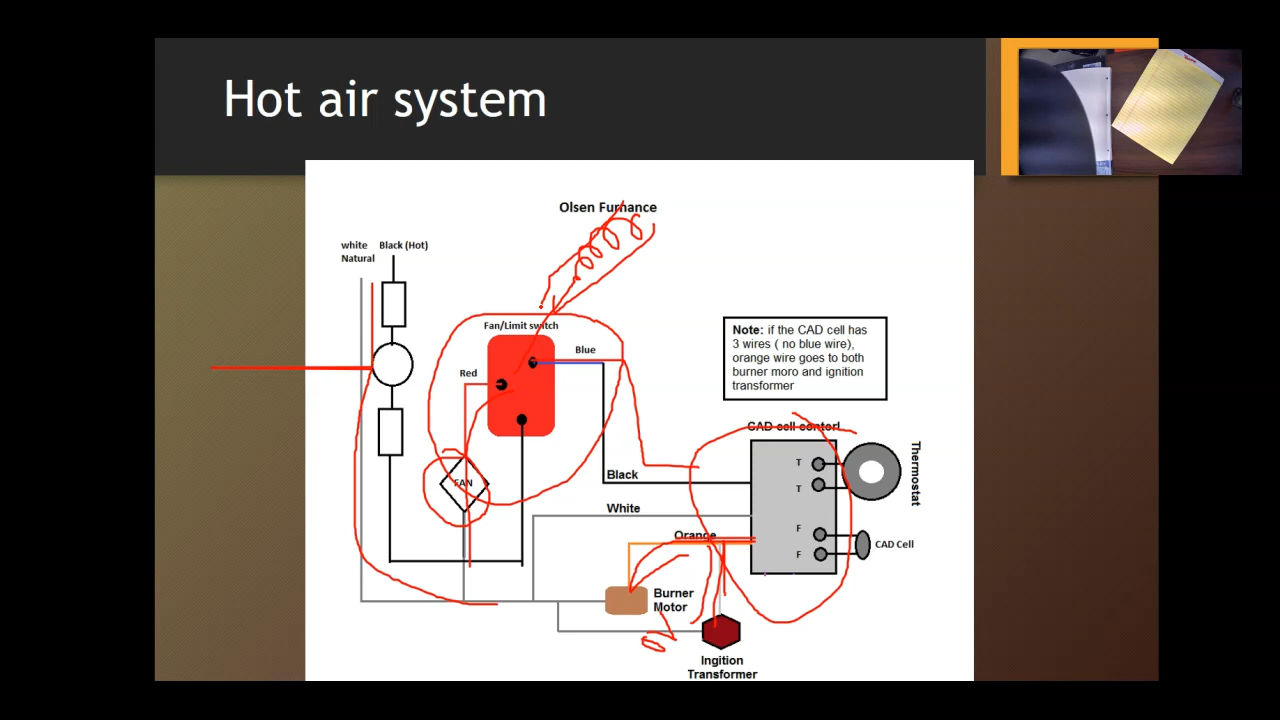 Hot air system
Olsen Furnance
white Black (Hot)
Natural
Fan/Limit switch
Blue
Red
Note: if the CAD cell has
3 wires ( no blue wire),
orange wire goes to both
burner moro and ignition
transformer
CAD cell conterl
T
T
Thermostat
FAN
Black
White
F
Orange
CAD Cell
F
Burner
Motor
Ingition
Transformer